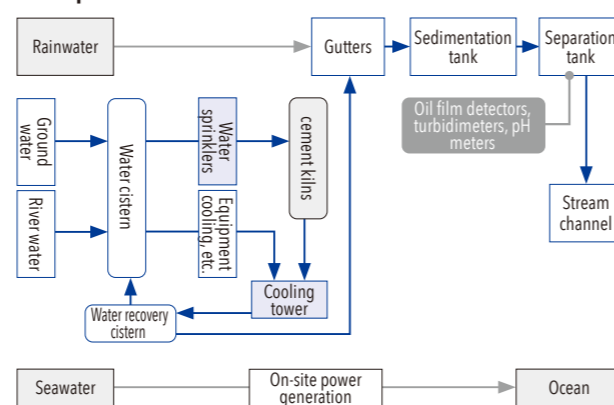 Rainwater
Gutters
Sedimentation
tank
Separation
tank
Oil film detectors,
turbidimeters, pH
meters
Stream
channel
Ground
water
River water
Water cistern
Water
sprinklers
Equipment
cooling, etc.
cement kilns
Cooling
tower
Water recovery
cistern
Seawater
On-site power
generation
Ocean